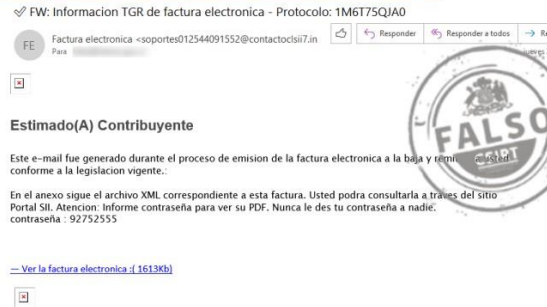 FW: Informacion TGR de factura electronica - Protocolo: 1M6T75QJA0
FE
Factura electronica <soportes012544091552@contactoclsii7.in
Para
Responder
Responder a todos
jueves
FALSO
CSIRT
Estimado(A) Contribuyente
Este e-mail fue generado durante el proceso de emision de la factura electronica a la baja y a usted
conforme a la legislacion vigente.:
En el anexo sigue el archivo XML correspondiente a esta factura. Usted podra consultarla a traves del sitio
Portal SII. Atencion: Informe contraseña para ver su PDF. Nunca le des tu contraseña a nadie.
contraseña : 92752555
— Ver la factura electronica :( 1613Kb)